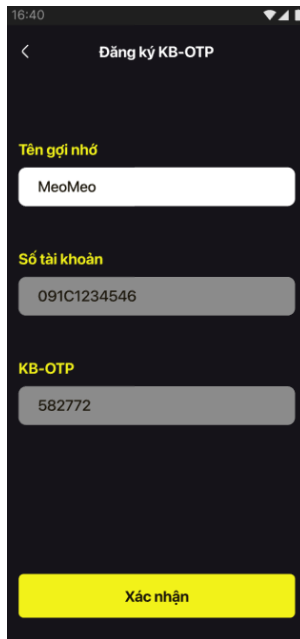 16:40
Đăng ký KB-OTP
Tên gợi nhớ
MeoMeo
Số tài khoản
091C1234546
KB-OTP
582772
Xác nhận